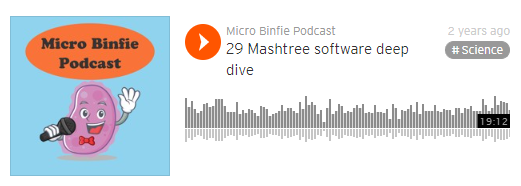 Micro Binfie
Podcast
Micro Binfie Podcast
2 years ago
29 Mashtree software deep
dive
# Science
19:12